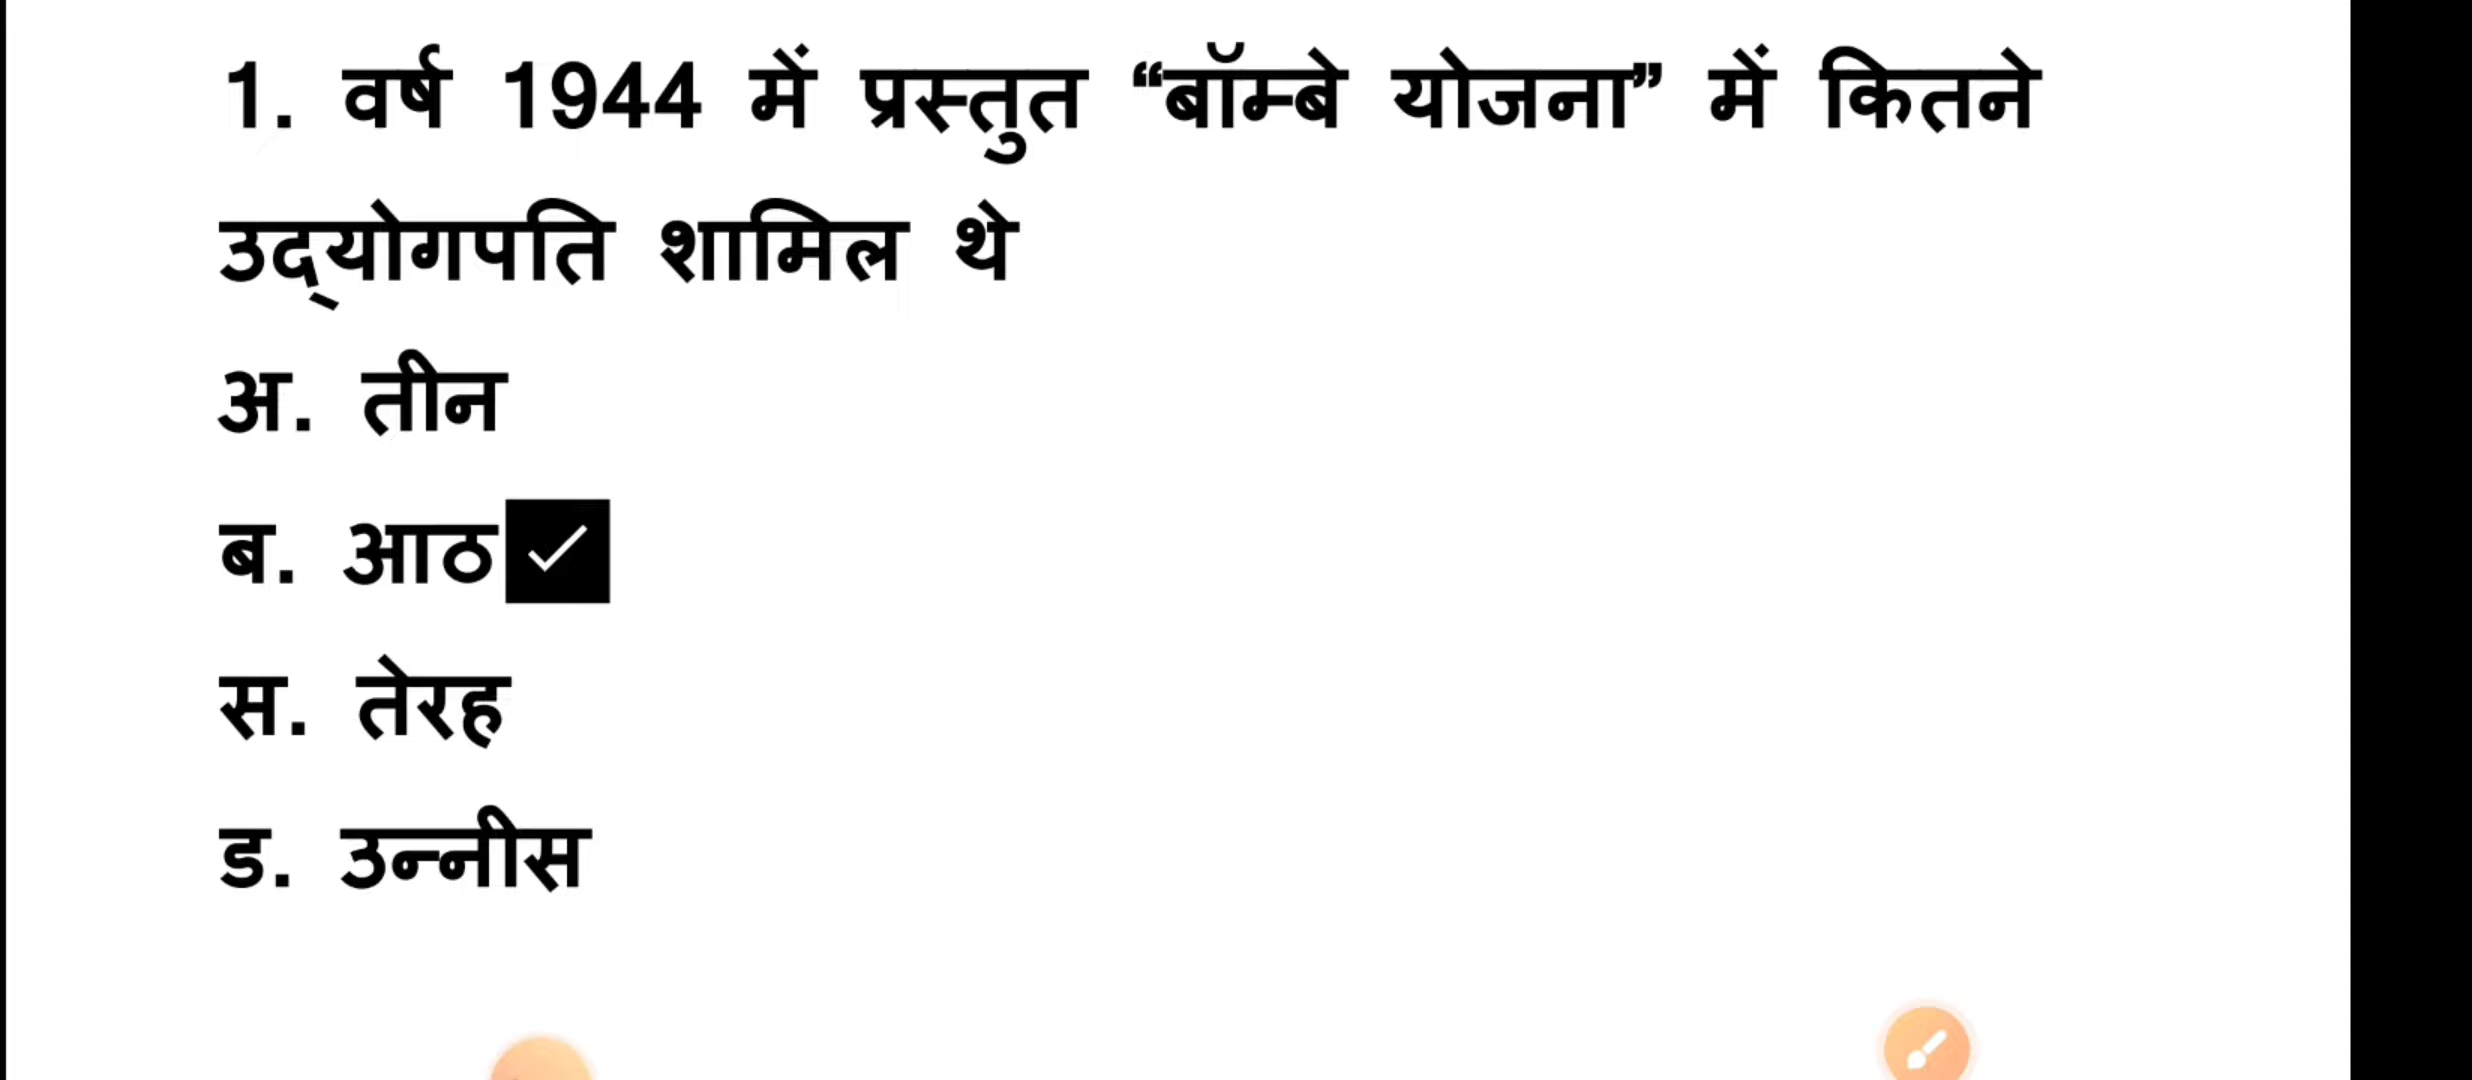 1. वर्ष 1944 में प्रस्तुत “बॉम्बे योजना” में कितने
उद्योगपति शामिल थे
अ. तीन
ब. आठ
स. तेरह
ड. उन्नीस